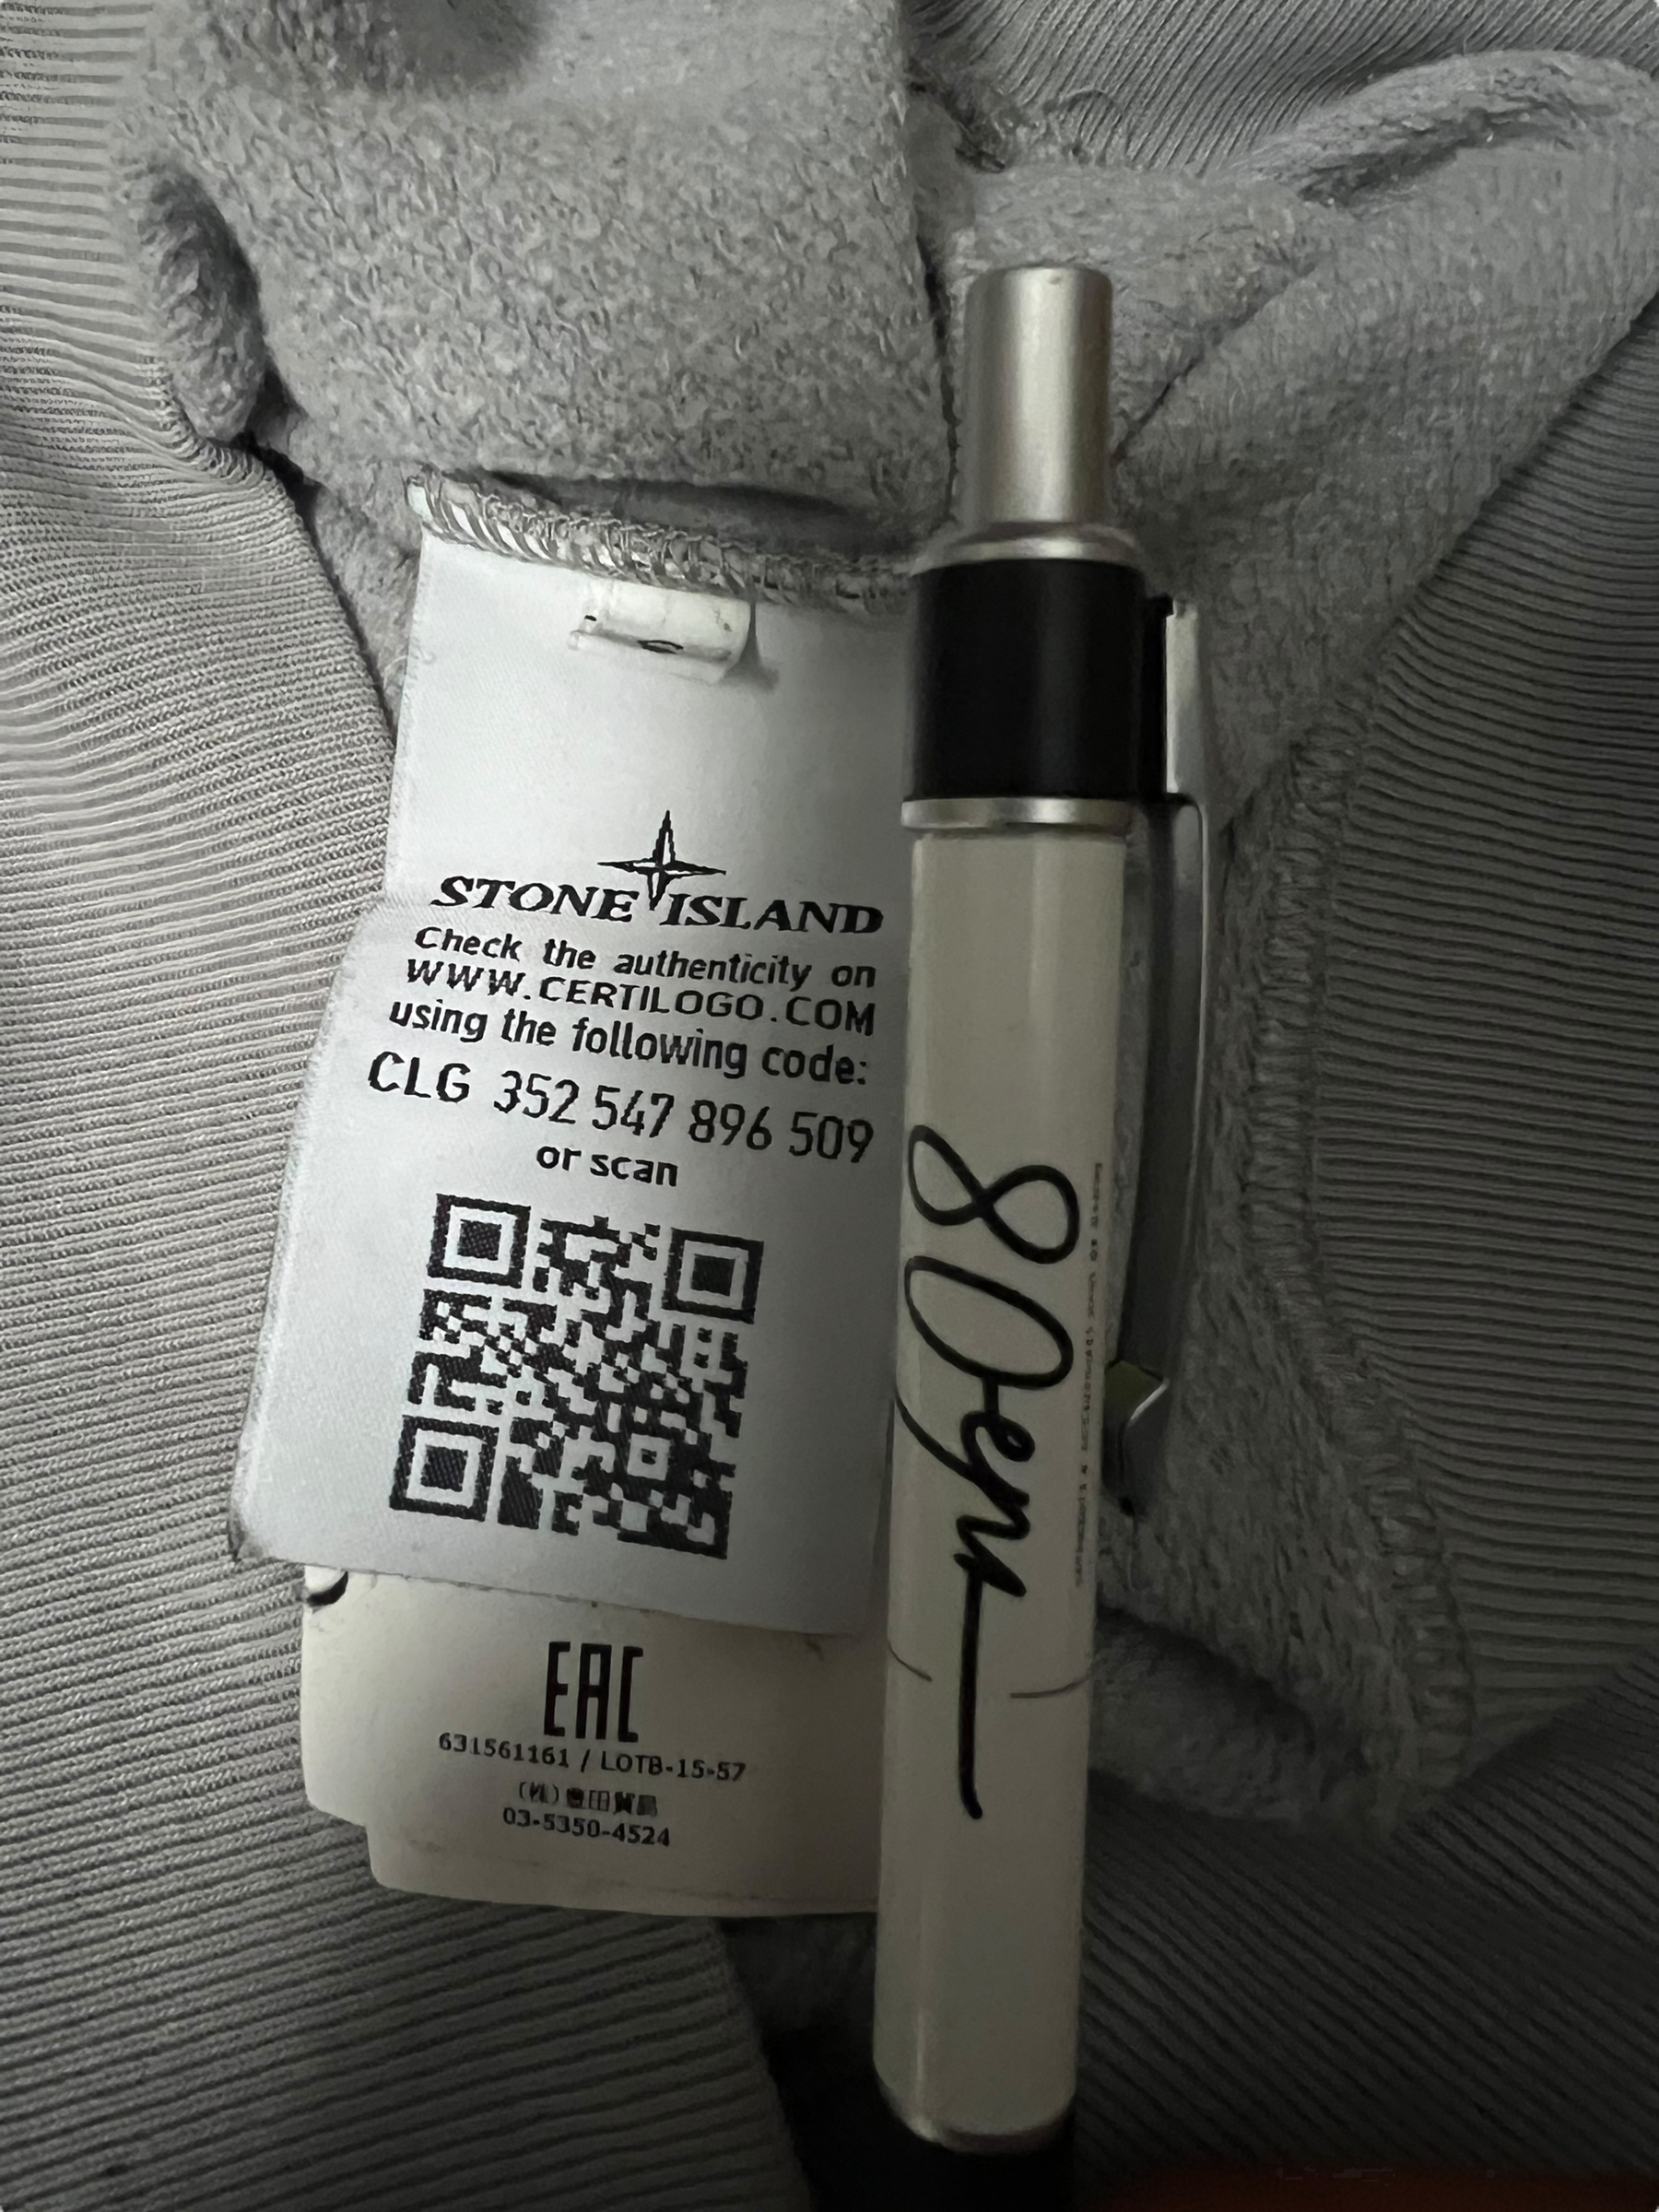 STONE ISLAND
Check the authenticity on
WWW.CERTILOGO.COM
using the following code:
CLG 352 547 896 509
or scan
EAC
631561161 / LOTB-15-57
03-5350-4524